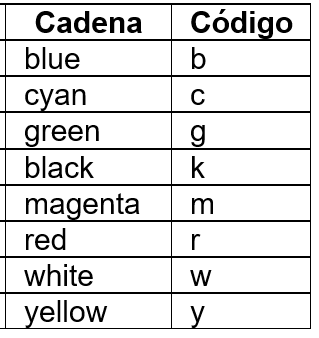 Cadena Código
blue b
cyan c
green g
black k
magenta m
red r
white w
yellow y